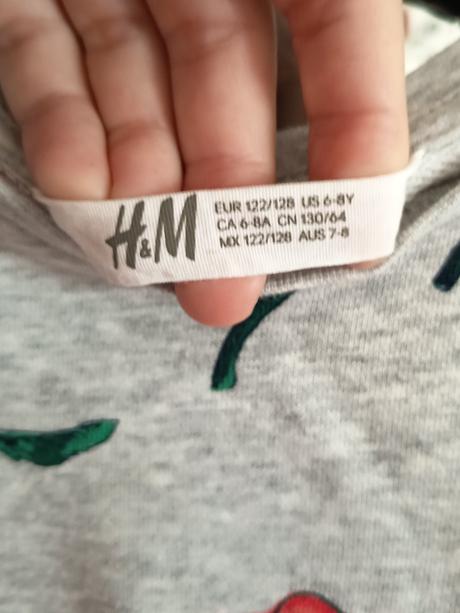 H&M
EUR 122/128 US 6-8Y
CA 6-8A CN 130/64
MX 122/128 AUS 7-8